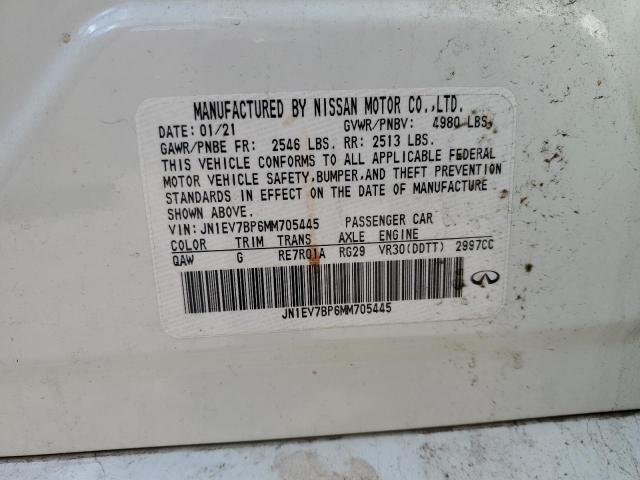 MANUFACTURED BY NISSAN MOTOR CO.,LTD.
DATE: 01/21 GVWR/PNBV: 4980 LBS.
GAWR/PNBE FR: 2546 LBS. RR: 2513 LBS.
THIS VEHICLE CONFORMS TO ALL APPLICABLE FEDERAL
MOTOR VEHICLE SAFETY,BUMPER,AND THEFT PREVENTION
STANDARDS IN EFFECT ON THE DATE OF MANUFACTURE
SHOWN ABOVE.
VIN: JN1EV7BP6MM705445 PASSENGER CAR
COLOR TRIM TRANS AXLE ENGINE
QAW G RE7R01A RG29 VR30(DDTT) 2997CC
JN1EV7BP6MM705445